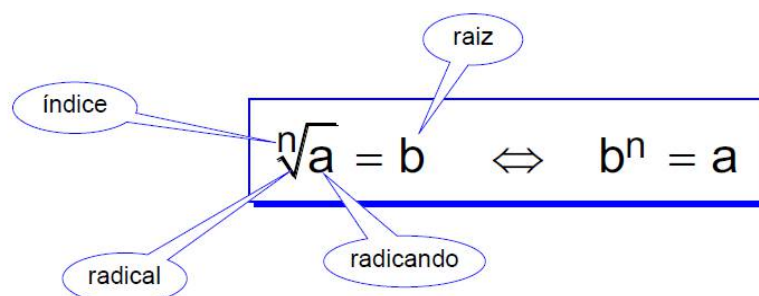 raiz
índice
ⁿ√a = b ⇔ bⁿ = a
radical
radicando